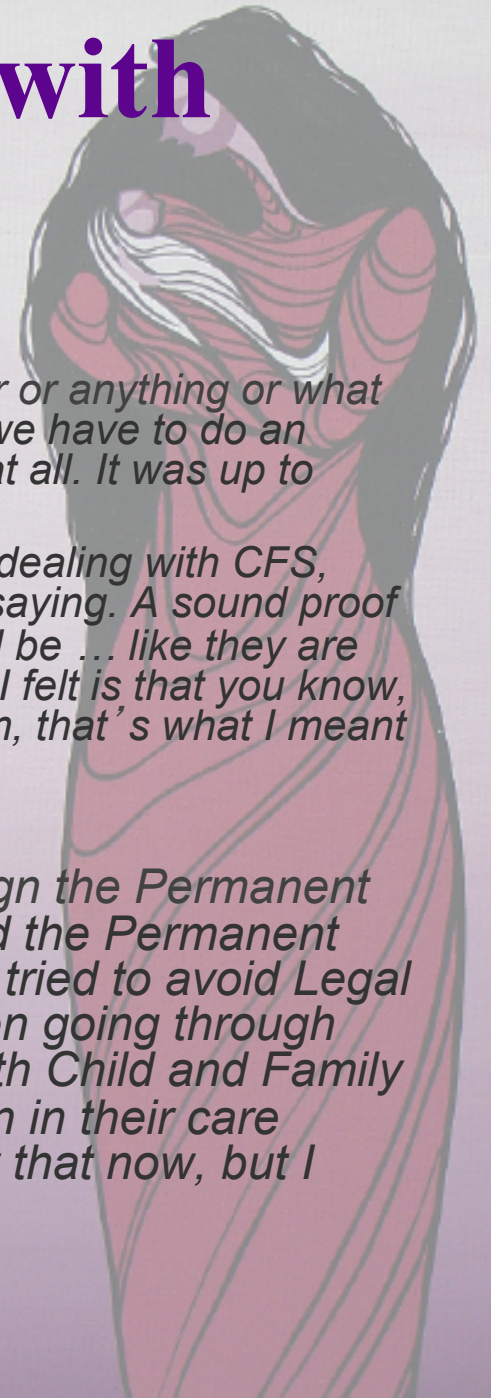 with
r or anything or what
we have to do an
at all. It was up to
dealing with CFS,
saying. A sound proof
l be … like they are
I felt is that you know,
n, that’s what I meant
gn the Permanent
d the Permanent
tried to avoid Legal
en going through
th Child and Family
n in their care
that now, but I